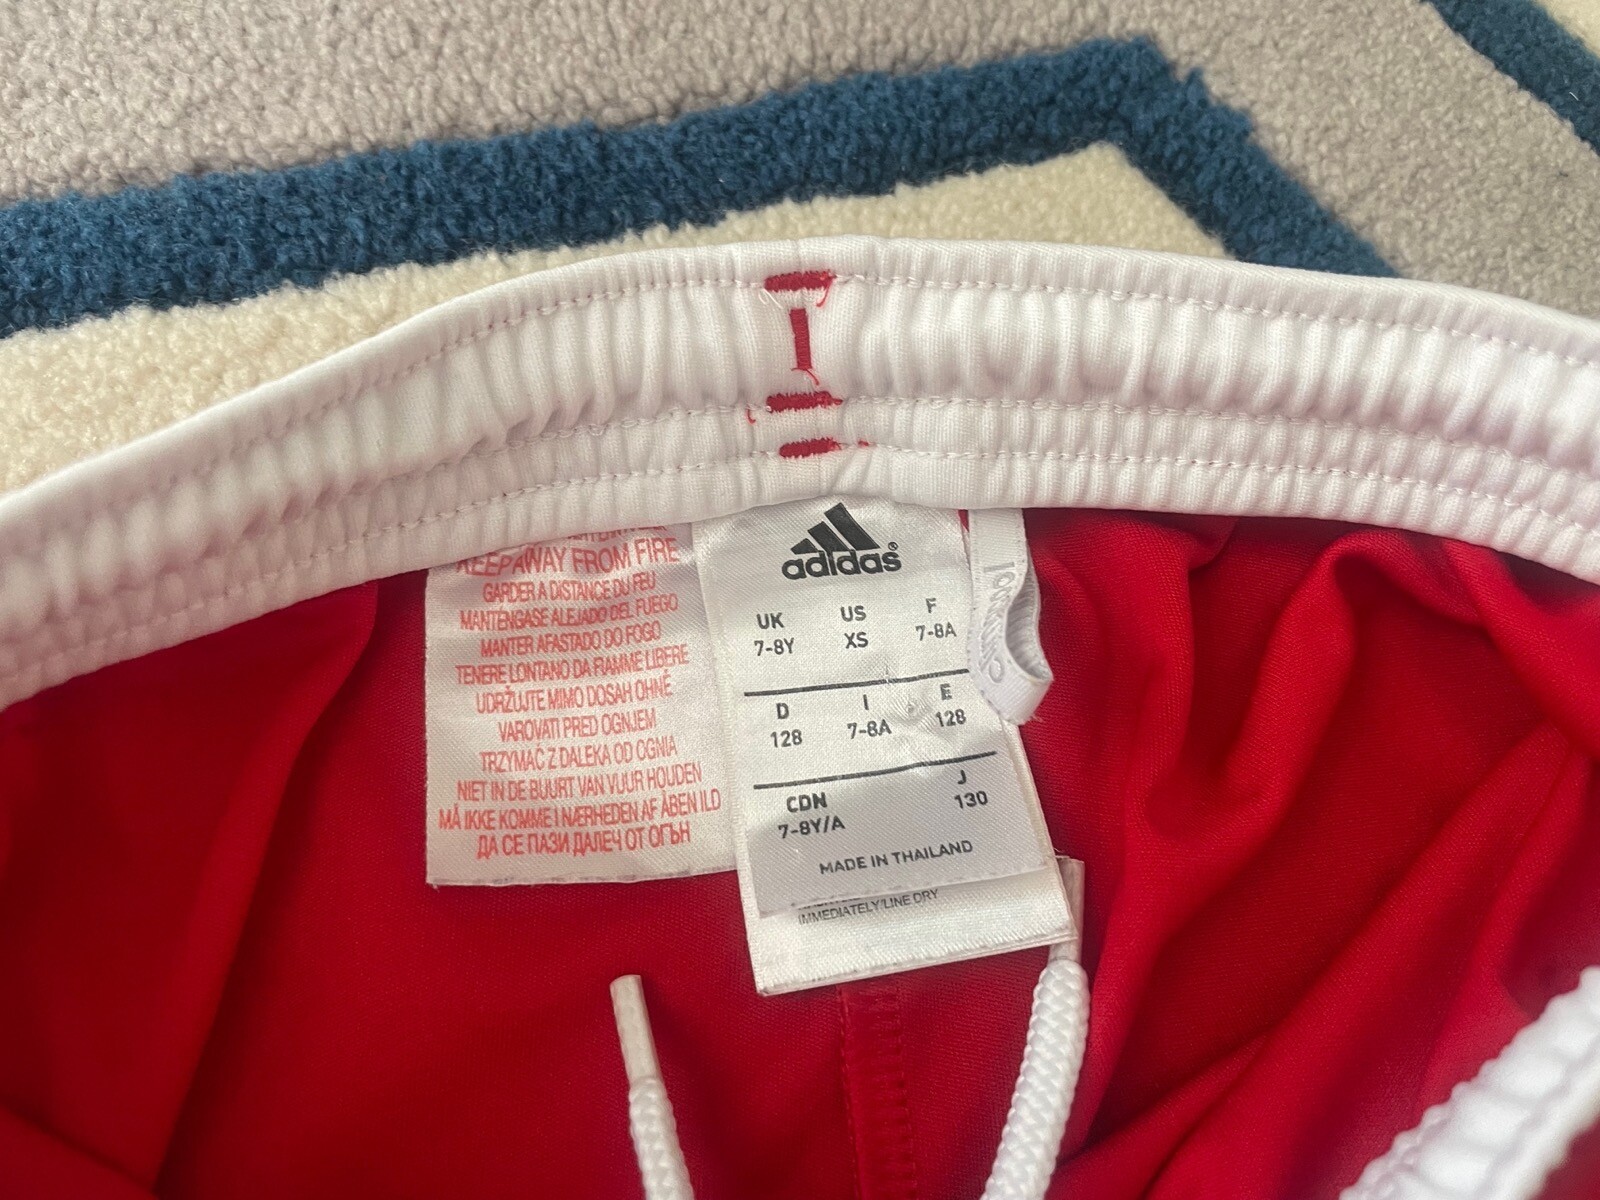 KEEP AWAY FROM FIRE
GARDER A DISTANCE DU FEU
MANTÉNGASE ALEJADO DEL FUEGO
MANTER AFASTADO DO FOGO
TENERE LONTANO DA FIAMME LIBERE
UDRŽUJTE MIMO DOSAH OHNĚ
VAROVATI PRED OGNJEM
TRZYMAĆ Z DALEKA OD OGNIA
NIET IN DE BUURT VAN VUUR HOUDEN
MÅ IKKE KOMME I NÆRHEDEN AF ÅBEN ILD
ДА СЕ ПАЗИ ДАЛЕЧ ОТ ОГЪН
adidas®
UK US F
7-8Y XS 7-8A
D I E
128 7-8A 128
CDN J
7-8Y/A 130
MADE IN THAILAND
IMMEDIATELY/LINE DRY